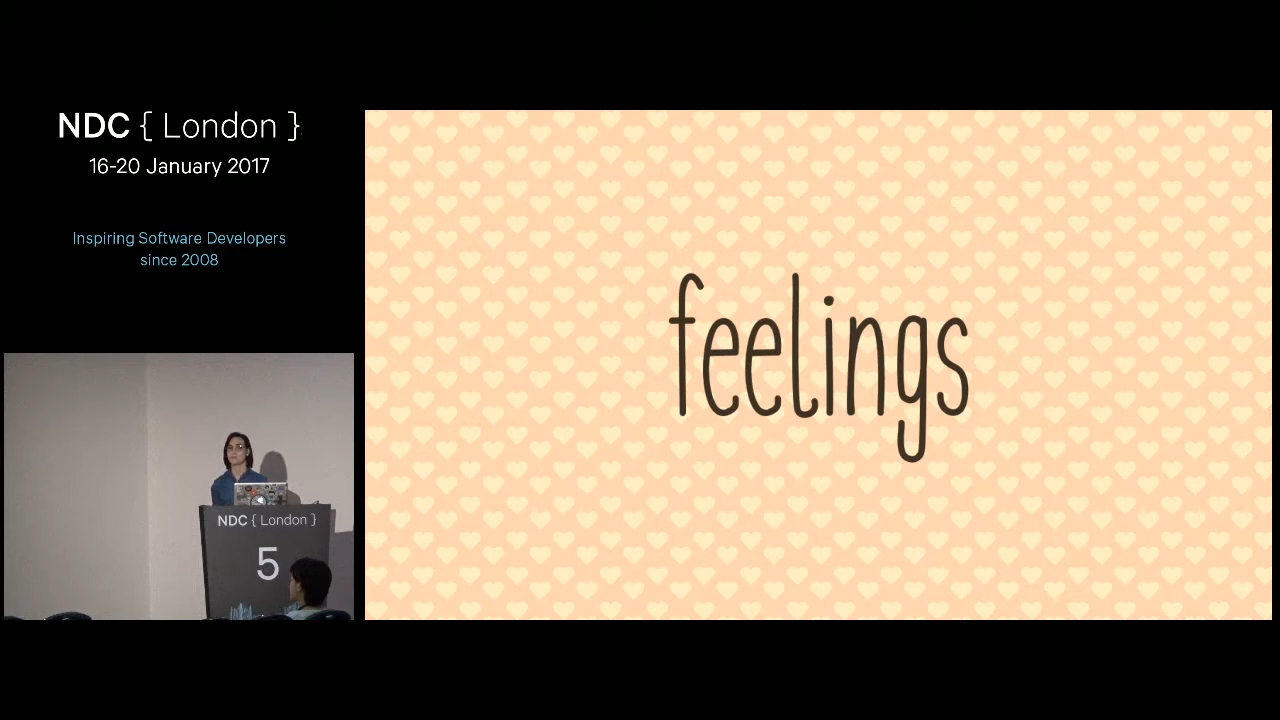 NDC { London }
16-20 January 2017
Inspiring Software Developers
since 2008
feelings
NDC { London }
5